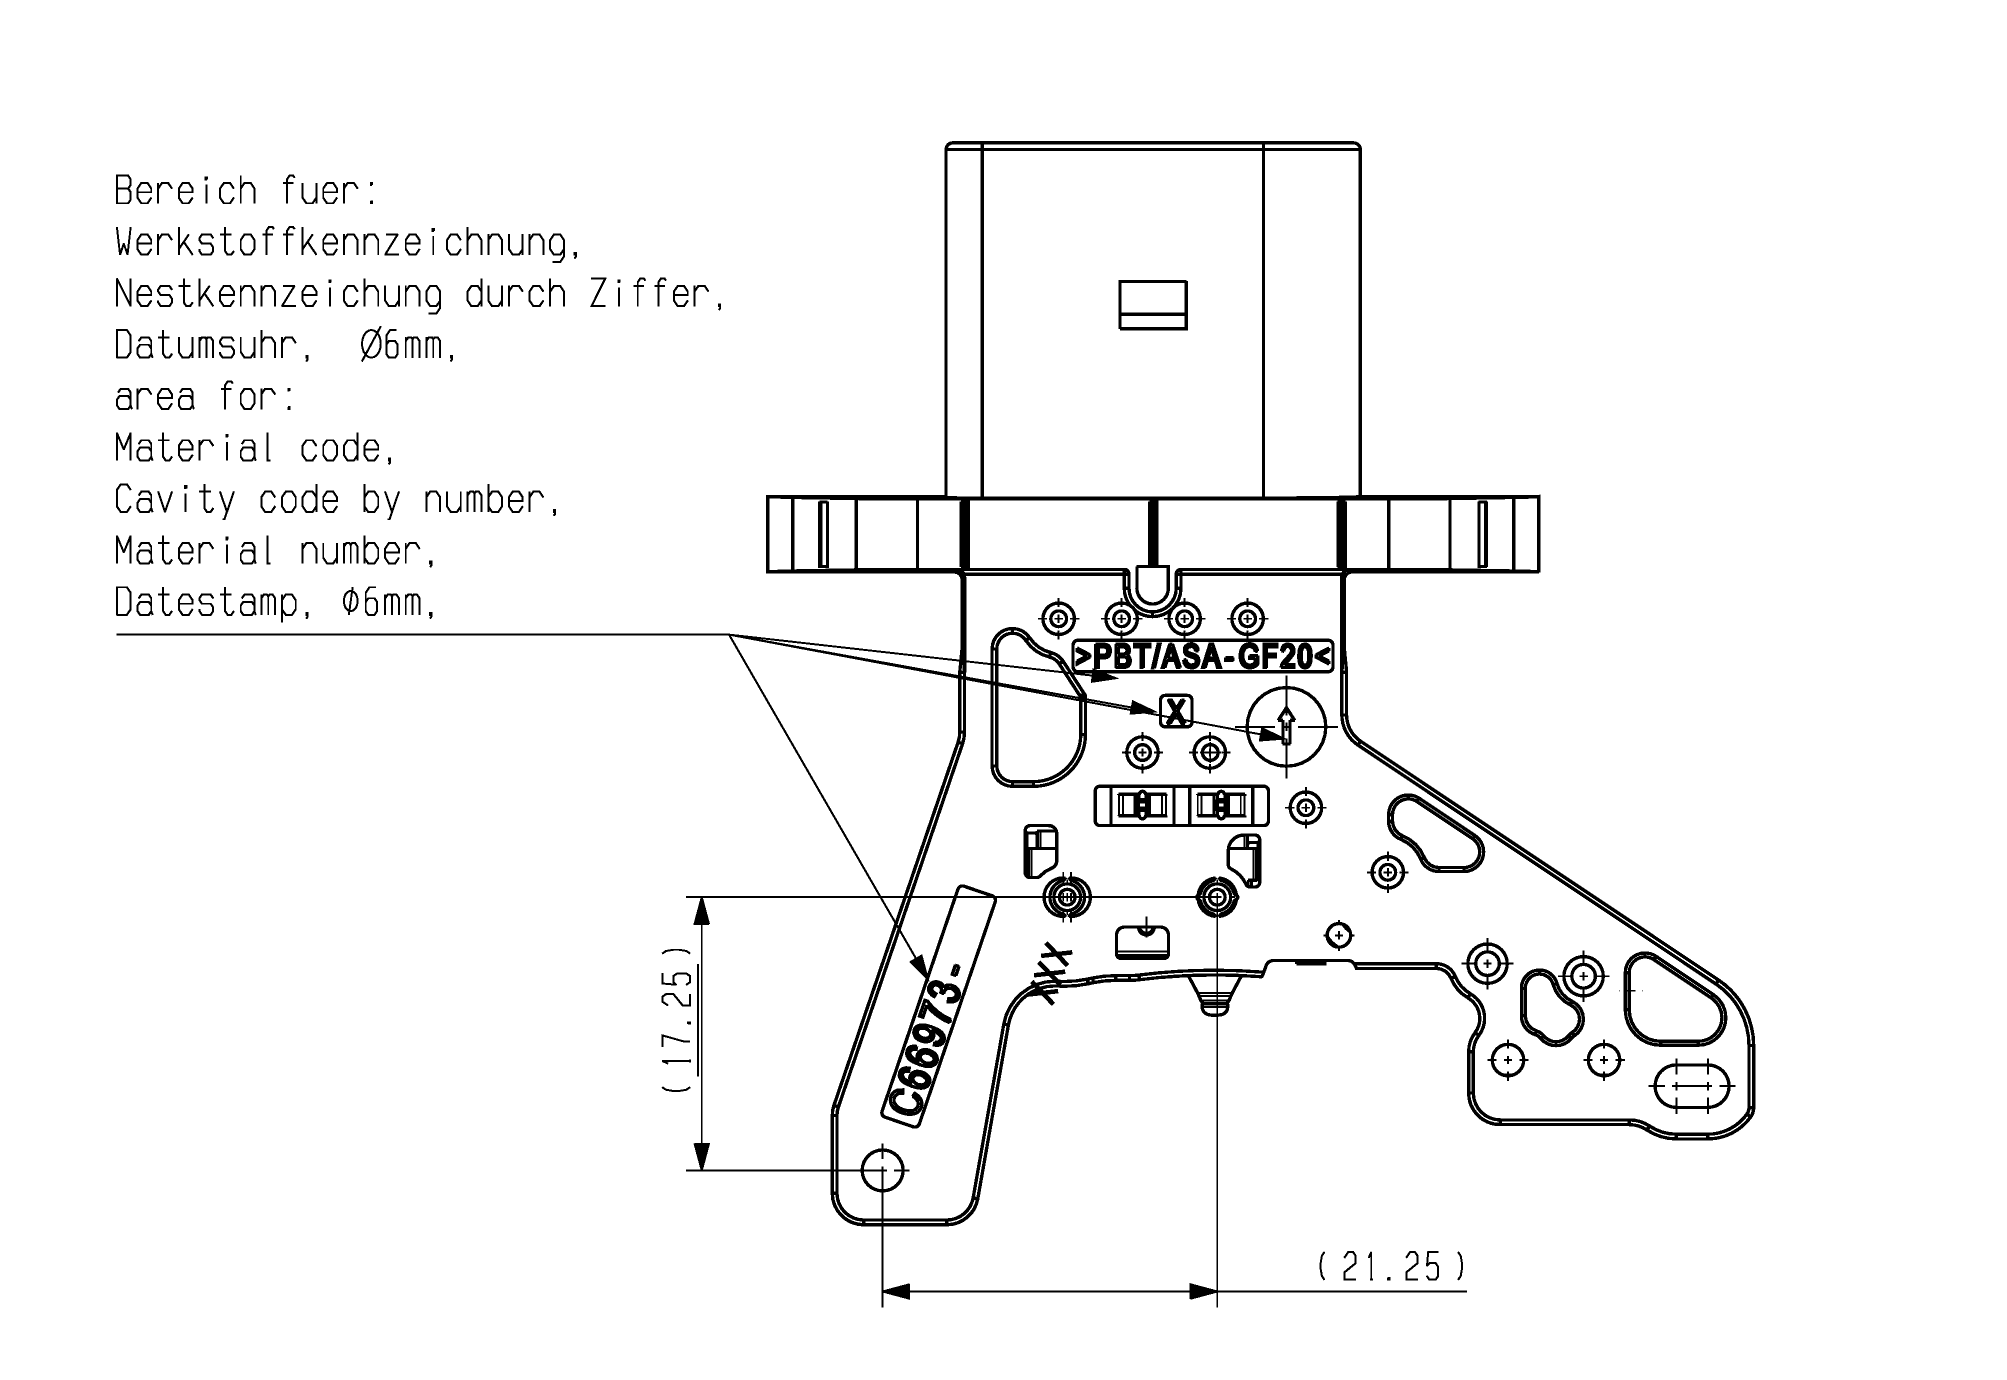 Bereich fuer:
Werkstoffkennzeichnung,
Nestkennzeichung durch Ziffer,
Datumsuhr, Ø6mm,
area for:
Material code,
Cavity code by number,
Material number,
Datestamp, Φ6mm,
>PBT/ASA-GF20<
X
C66973-
XXX
(17.25)
(21.25)